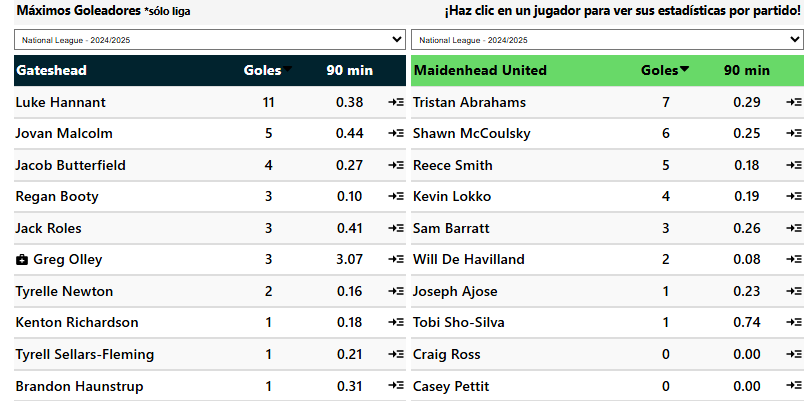 Máximos Goleadores *sólo liga ¡Haz clic en un jugador para ver sus estadísticas por partido!
National League - 2024/2025 National League - 2024/2025
Gateshead Goles 90 min Maidenhead United Goles 90 min
Luke Hannant 11 0.38 Tristan Abrahams 7 0.29
Jovan Malcolm 5 0.44 Shawn McCoulsky 6 0.25
Jacob Butterfield 4 0.27 Reece Smith 5 0.18
Regan Booty 3 0.10 Kevin Lokko 4 0.19
Jack Roles 3 0.41 Sam Barratt 3 0.26
Greg Olley 3 3.07 Will De Havilland 2 0.08
Tyrelle Newton 2 0.16 Joseph Ajose 1 0.23
Kenton Richardson 1 0.18 Tobi Sho-Silva 1 0.74
Tyrell Sellars-Fleming 1 0.21 Craig Ross 0 0.00
Brandon Haunstrup 1 0.31 Casey Pettit 0 0.00